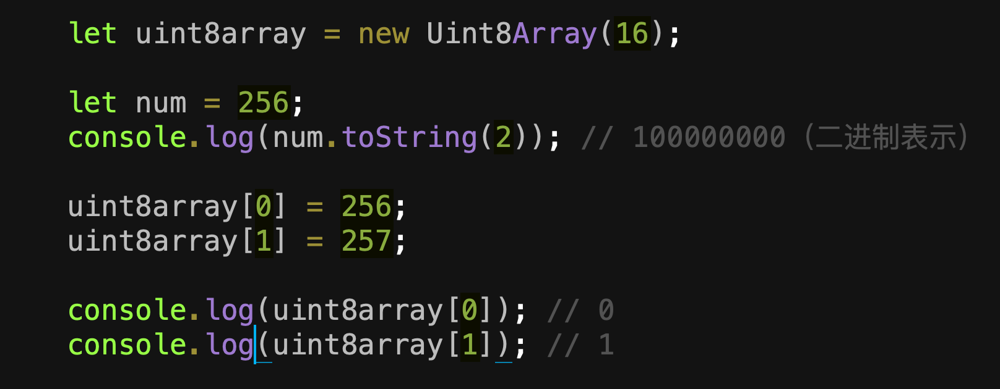 let uint8array = new Uint8Array(16);
let num = 256;
console.log(num.toString(2)); // 100000000 (二进制表示)
uint8array[0] = 256;
uint8array[1] = 257;
console.log(uint8array[0]); // 0
console.log(uint8array[1]); // 1